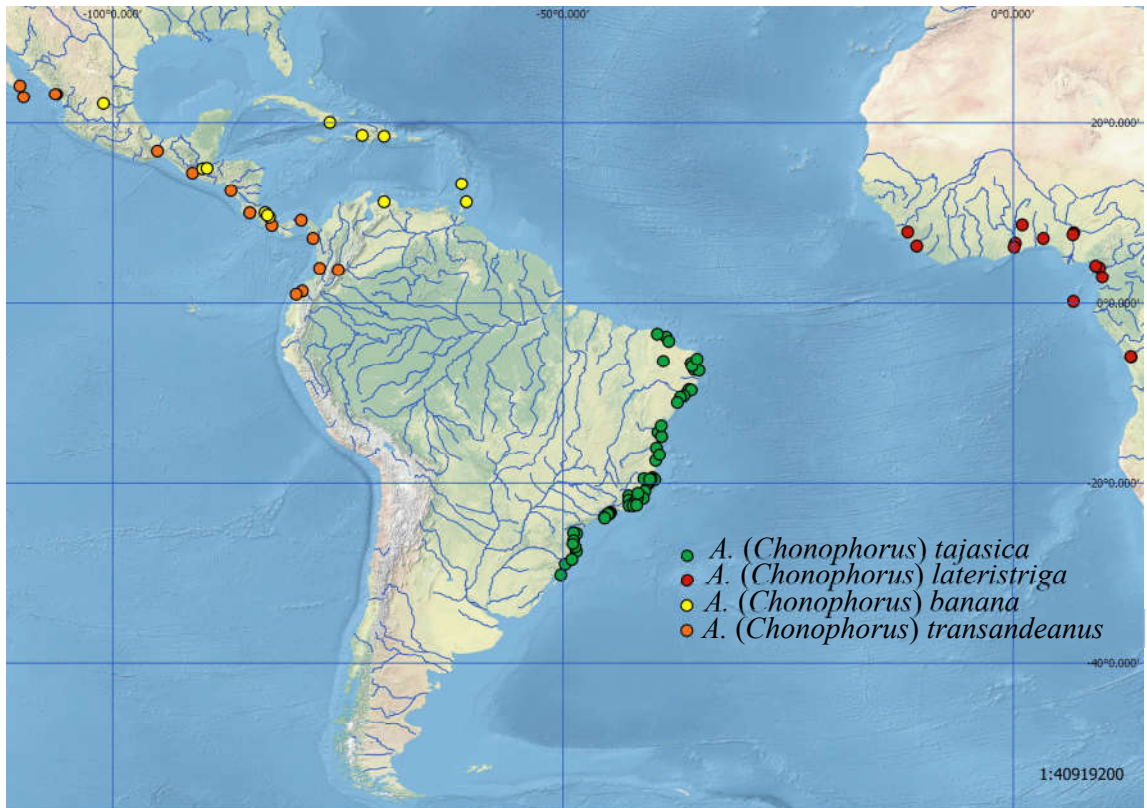 -100°0.000′ -50°0.000′ 0°0.000′
20°0.000′
0°0.000′
-20°0.000′
A. (Chonophorus) tajasica
A. (Chonophorus) lateristriga
A. (Chonophorus) banana
A. (Chonophorus) transandeanus
-40°0.000′
1:40919200